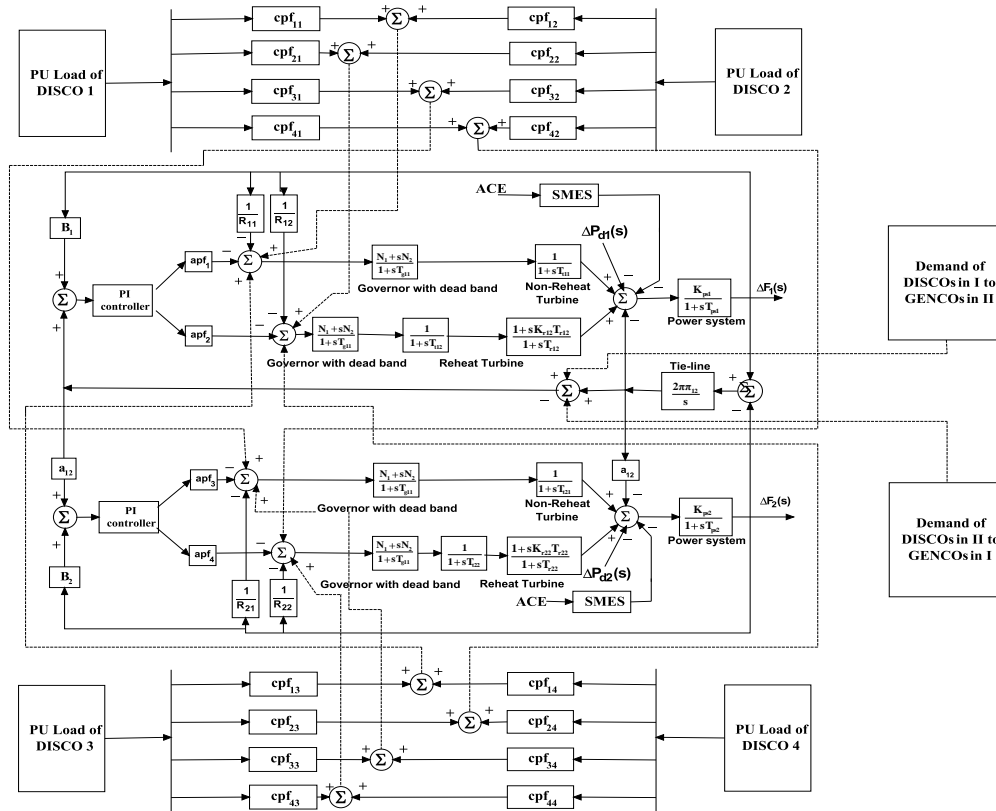 cpf11
cpf12
cpf21
cpf22
PU Load of
DISCO 1
PU Load of
DISCO 2
cpf31
cpf32
cpf41
cpf42
ACE
SMES
1
R11
1
R12
B1
ΔPd1(s)
apf1
N1+sN2
1+sTg11
1
1+sTt11
Governor with dead band
Non-Reheat
Turbine
PI
controller
Kps1
1+sTps1
ΔF1(s)
Power system
Demand of
DISCOs in I to
GENCOs in II
apf2
N1+sN2
1+sTg11
1
1+sTt12
1+sKr12Tr12
1+sTr12
Governor with dead band
Reheat Turbine
Tie-line
2ππ12
s
a12
a12
apf3
N1+sN2
1+sTg11
1
1+sTt21
Governor with dead band
Non-Reheat
Turbine
PI
controller
Kps2
1+sTps2
ΔF2(s)
Power system
Demand of
DISCOs in II to
GENCOs in I
apf4
N1+sN2
1+sTg11
1
1+sTt22
1+sKr22Tr22
1+sTr22
Governor with dead band
Reheat Turbine
ΔPd2(s)
B2
1
R21
1
R22
ACE
SMES
cpf13
cpf14
cpf23
cpf24
PU Load of
DISCO 3
PU Load of
DISCO 4
cpf33
cpf34
cpf43
cpf44